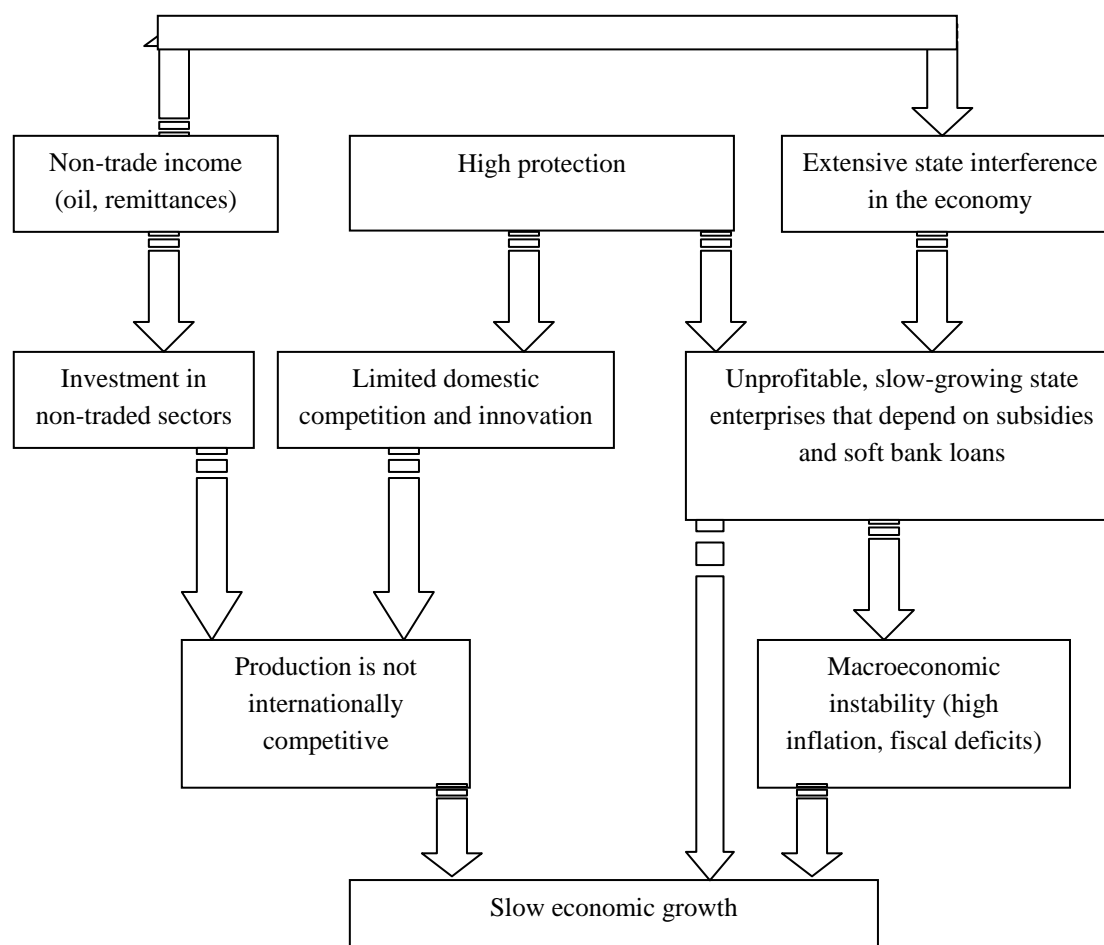 Non-trade income
(oil, remittances)
High protection
Extensive state interference
in the economy
Investment in
non-traded sectors
Limited domestic
competition and innovation
Unprofitable, slow-growing state
enterprises that depend on subsidies
and soft bank loans
Production is not
internationally
competitive
Macroeconomic
instability (high
inflation, fiscal deficits)
Slow economic growth